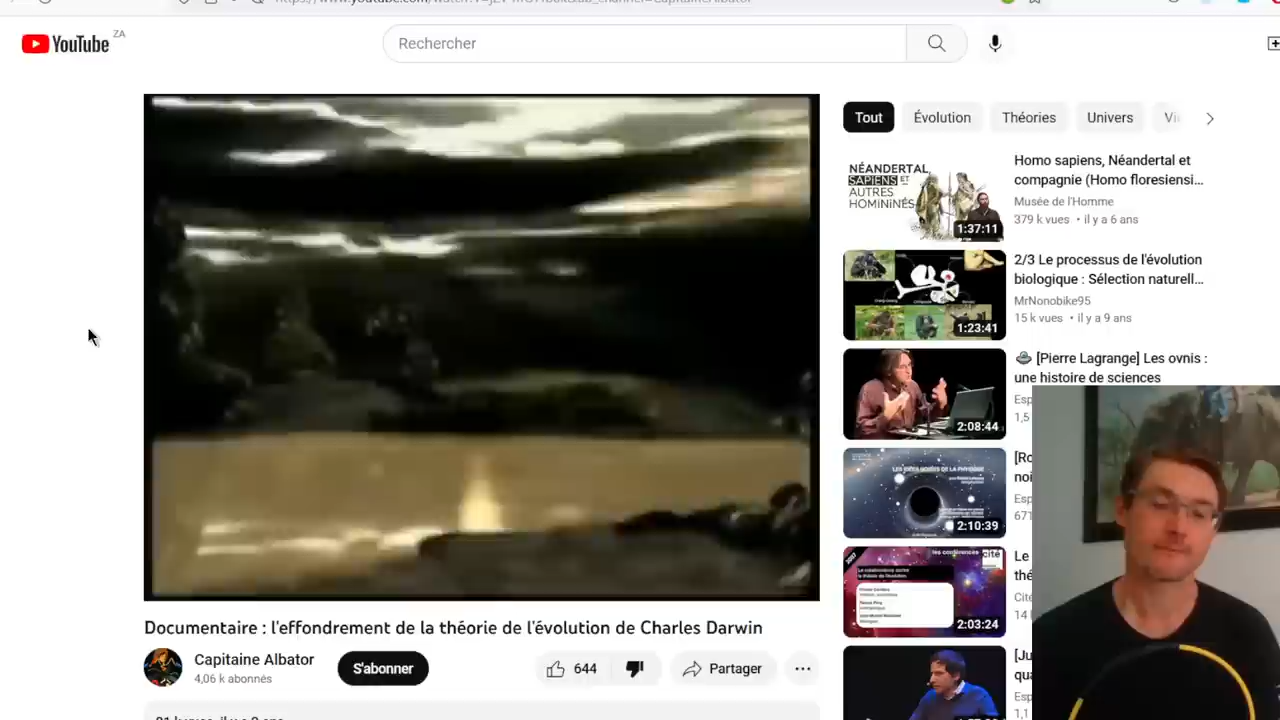 YouTube ZA
Rechercher
Tout
Évolution
Théories
Univers
NÉANDERTAL,
SAPIENS ET
AUTRES
HOMININÉS
1:37:11
Homo sapiens, Néandertal et
compagnie (Homo floresiensi...
Musée de l'Homme
379 k vues • il y a 6 ans
1:23:41
2/3 Le processus de l'évolution
biologique : Sélection naturell...
MrNonobike95
15 k vues • il y a 9 ans
2:08:44
[Pierre Lagrange] Les ovnis :
une histoire de sciences
2:10:39
les conférences
cité
2:03:24
Documentaire : l'effondrement de la théorie de l'évolution de Charles Darwin
Capitaine Albator
4,06 k abonnés
S'abonner
644
Partager